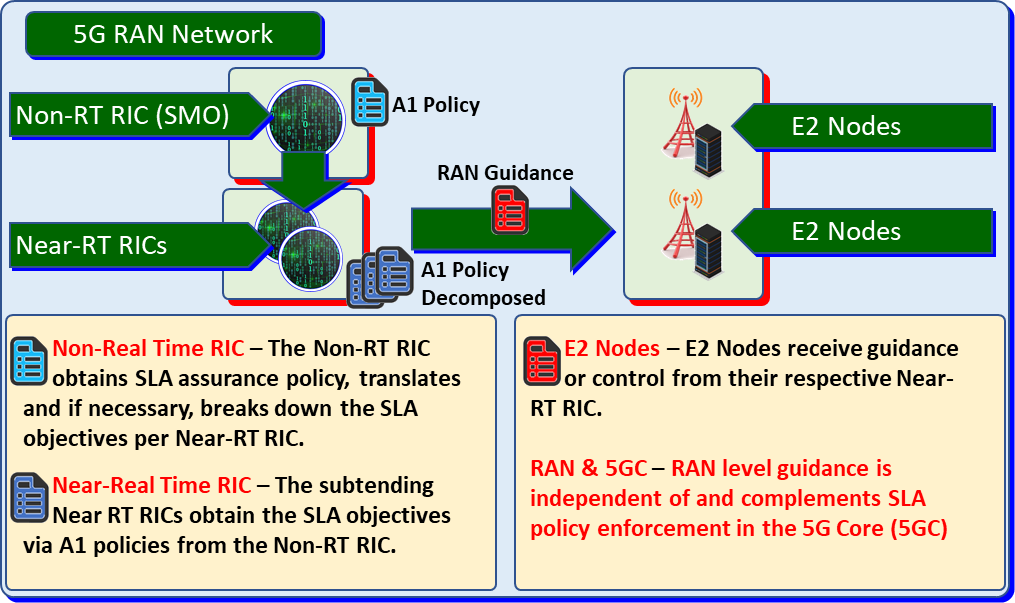 5G RAN Network
Non-RT RIC (SMO)
A1 Policy
E2 Nodes
RAN Guidance
Near-RT RICs
E2 Nodes
A1 Policy
Decomposed
Non-Real Time RIC – The Non-RT RIC
obtains SLA assurance policy, translates
and if necessary, breaks down the SLA
objectives per Near-RT RIC.
Near-Real Time RIC – The subtending
Near RT RICs obtain the SLA objectives
via A1 policies from the Non-RT RIC.
E2 Nodes – E2 Nodes receive guidance
or control from their respective Near-
RT RIC.
RAN & 5GC – RAN level guidance is
independent of and complements SLA
policy enforcement in the 5G Core (5GC)